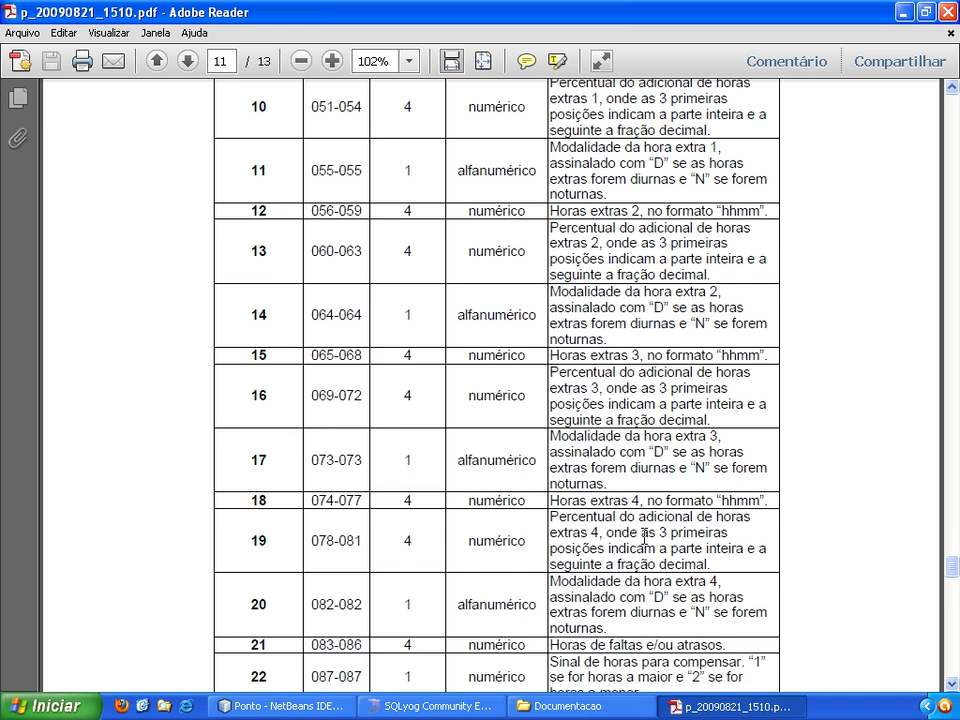 p_20090821_1510.pdf - Adobe Reader
Arquivo Editar Visualizar Janela Ajuda
11 / 13 102% Comentário Compartilhar
10 051-054 4 numérico Percentual do adicional de horas
extras 1, onde as 3 primeiras
posições indicam a parte inteira e a
seguinte a fração decimal.
11 055-055 1 alfanumérico Modalidade da hora extra 1,
assinalado com “D” se as horas
extras forem diurnas e “N” se forem
noturnas.
12 056-059 4 numérico Horas extras 2, no formato “hhmm”.
13 060-063 4 numérico Percentual do adicional de horas
extras 2, onde as 3 primeiras
posições indicam a parte inteira e a
seguinte a fração decimal.
14 064-064 1 alfanumérico Modalidade da hora extra 2,
assinalado com “D” se as horas
extras forem diurnas e “N” se forem
noturnas.
15 065-068 4 numérico Horas extras 3, no formato “hhmm”.
16 069-072 4 numérico Percentual do adicional de horas
extras 3, onde as 3 primeiras
posições indicam a parte inteira e a
seguinte a fração decimal.
17 073-073 1 alfanumérico Modalidade da hora extra 3,
assinalado com “D” se as horas
extras forem diurnas e “N” se forem
noturnas.
18 074-077 4 numérico Horas extras 4, no formato “hhmm”.
19 078-081 4 numérico Percentual do adicional de horas
extras 4, onde as 3 primeiras
posições indicam a parte inteira e a
seguinte a fração decimal.
20 082-082 1 alfanumérico Modalidade da hora extra 4,
assinalado com “D” se as horas
extras forem diurnas e “N” se forem
noturnas.
21 083-086 4 numérico Horas de faltas e/ou atrasos.
22 087-087 1 numérico Sinal de horas para compensar. “1”
se for horas a maior e “2” se for
horas a menor.
Iniciar Ponto - NetBeans IDE... SQLyog Community E... Documentacao p_20090821_1510.p...